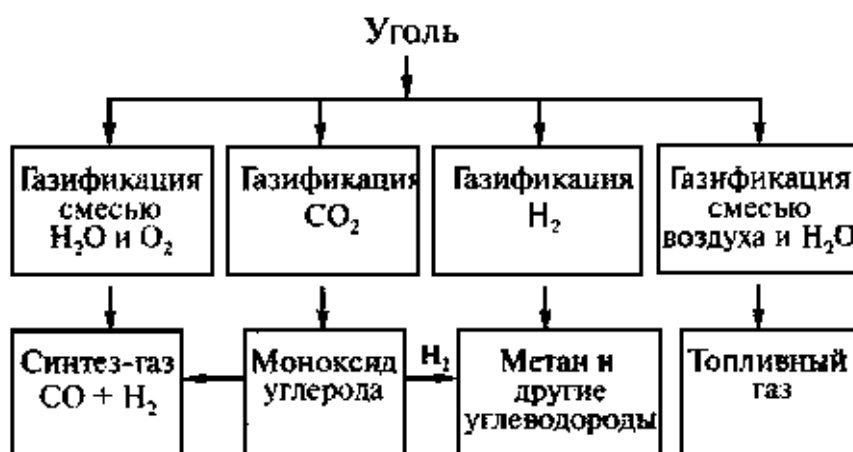 Уголь
Газификация
смесью
H₂O и O₂
Газификация
CO₂
Газификация
H₂
Газификация
смесью
воздуха и H₂O
Синтез-газ
CO + H₂
Моноксид
углерода
H₂
Метан и
другие
углеводороды
Топливный
газ